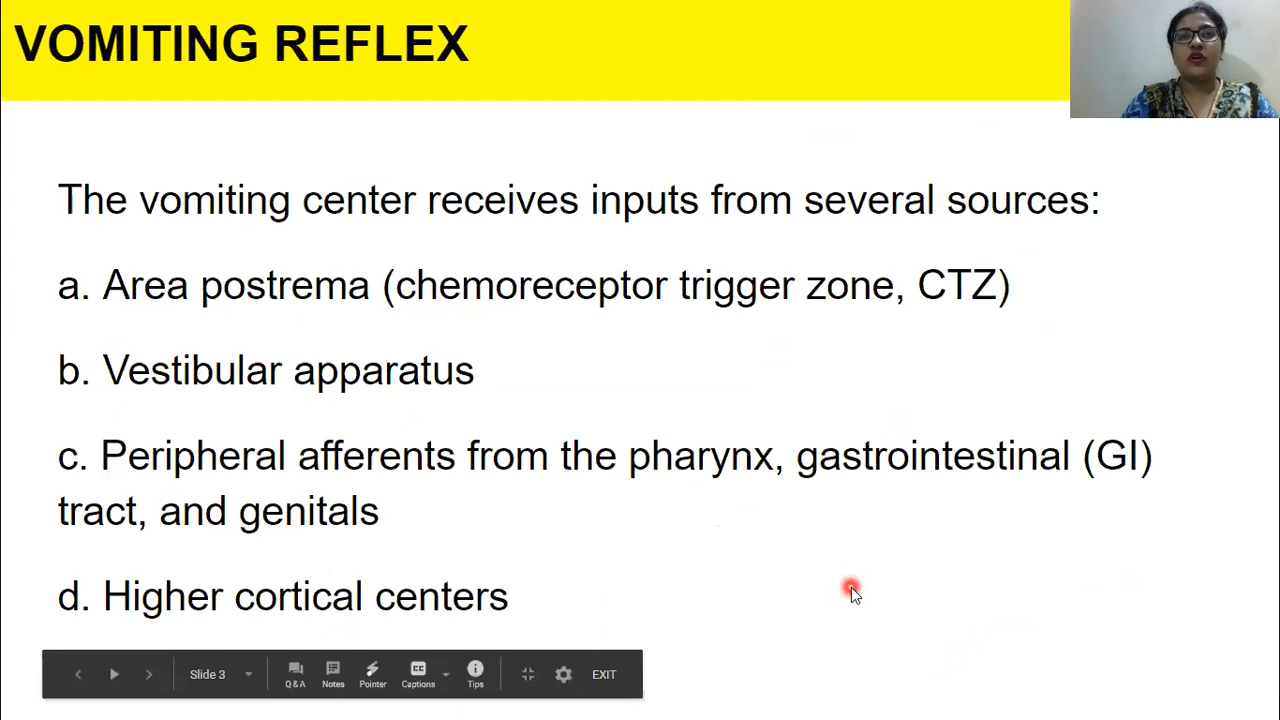 VOMITING REFLEX
The vomiting center receives inputs from several sources:
a. Area postrema (chemoreceptor trigger zone, CTZ)
b. Vestibular apparatus
c. Peripheral afferents from the pharynx, gastrointestinal (GI)
tract, and genitals
d. Higher cortical centers
Slide 3
Q & A Notes Pointer CC Captions Tips EXIT